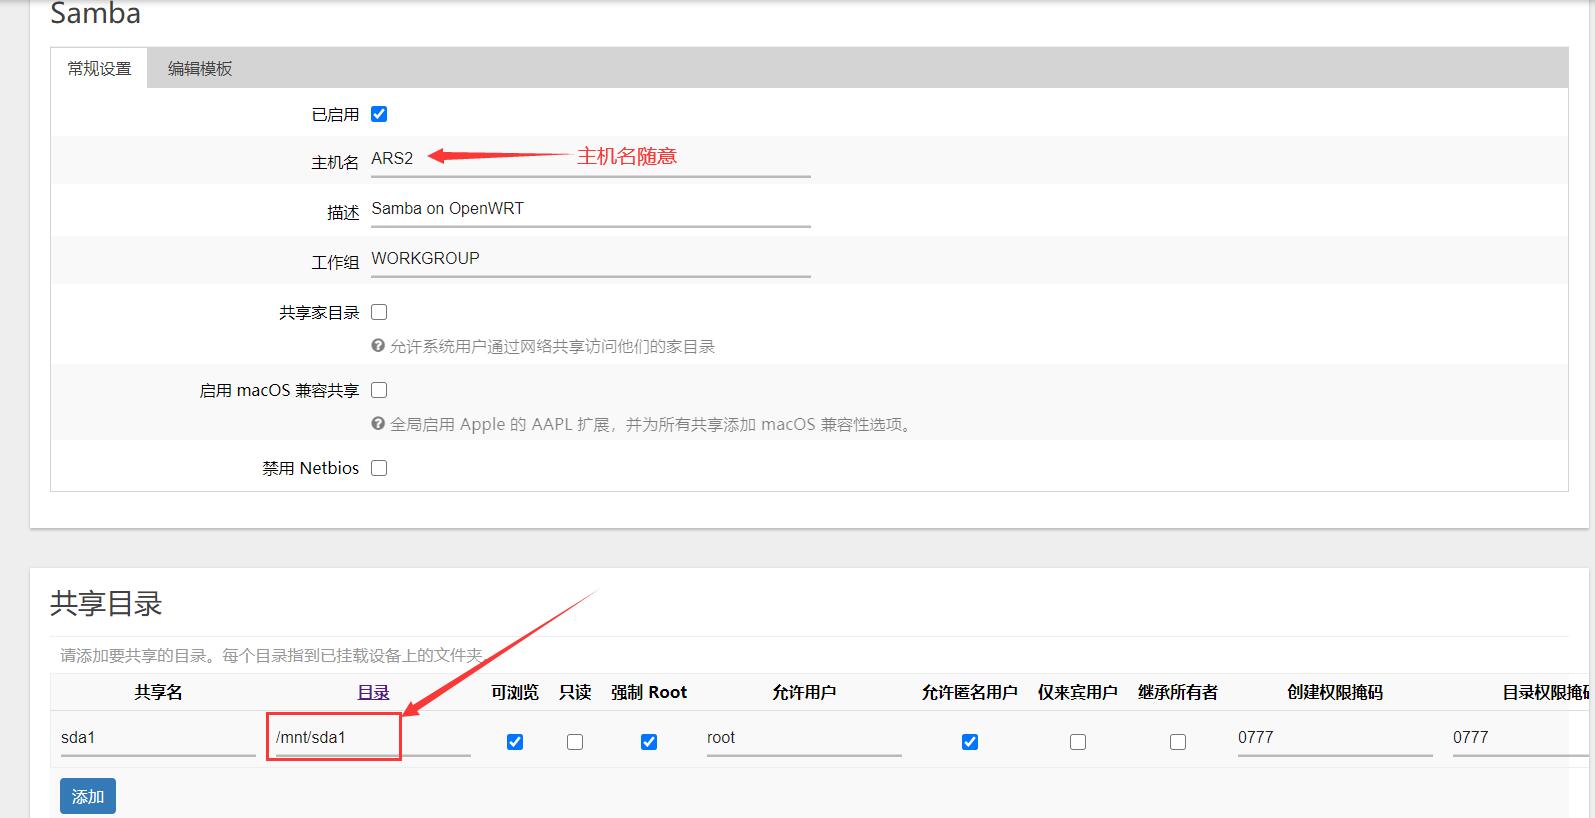 Samba
常规设置 编辑模板
已启用
主机名 ARS2 主机名随意
描述 Samba on OpenWRT
工作组 WORKGROUP
共享家目录
允许系统用户通过网络共享访问他们的家目录
启用 macOS 兼容共享
全局启用 Apple 的 AAPL 扩展，并为所有共享添加 macOS 兼容性选项。
禁用 Netbios
共享目录
请添加要共享的目录。每个目录指到已挂载设备上的文件夹。
共享名 目录 可浏览 只读 强制 Root 允许用户 允许匿名用户 仅来宾用户 继承所有者 创建权限掩码 目录权限掩码
sda1 /mnt/sda1 root 0777 0777
添加